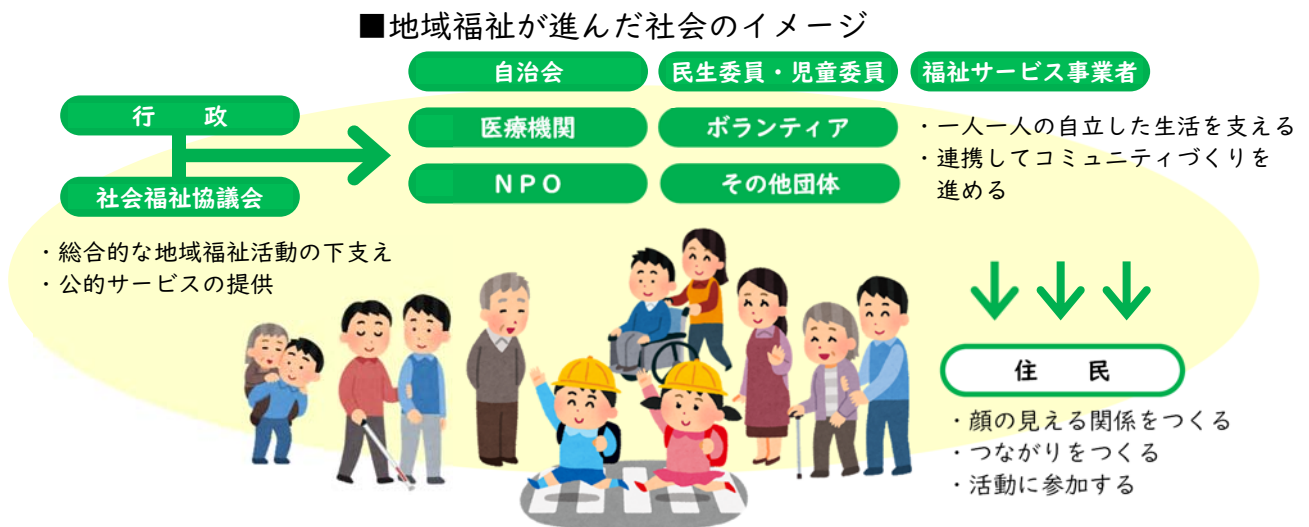 ■地域福祉が進んだ社会のイメージ
行　政
社会福祉協議会
・総合的な地域福祉活動の下支え
・公的サービスの提供
自治会
民生委員・児童委員
福祉サービス事業者
医療機関
ボランティア
NPO
その他団体
・一人一人の自立した生活を支える
・連携してコミュニティづくりを
進める
住　民
・顔の見える関係をつくる
・つながりをつくる
・活動に参加する